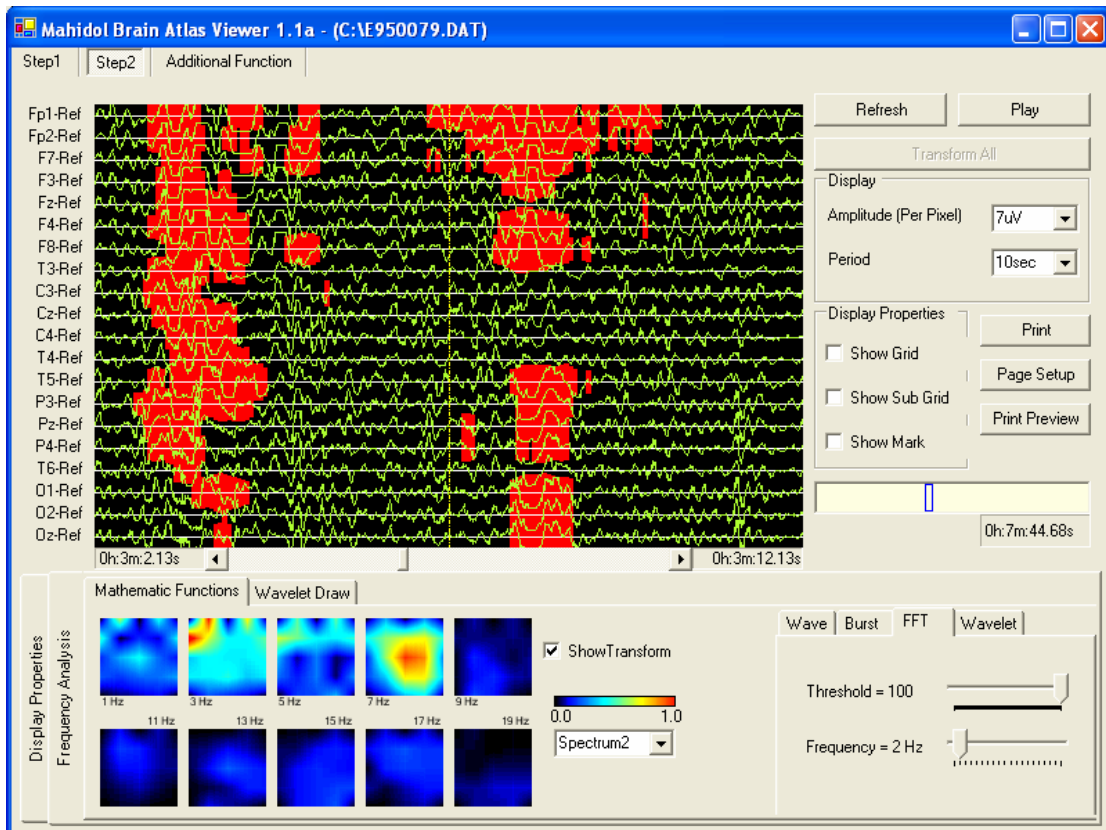 Mahidol Brain Atlas Viewer 1.1a - (C:\E950079.DAT)
Step1 Step2 Additional Function
Fp1-Ref
Fp2-Ref
F7-Ref
F3-Ref
Fz-Ref
F4-Ref
F8-Ref
T3-Ref
C3-Ref
Cz-Ref
C4-Ref
T4-Ref
T5-Ref
P3-Ref
Pz-Ref
P4-Ref
T6-Ref
O1-Ref
O2-Ref
Oz-Ref
0h:3m:2.13s 0h:3m:12.13s
Refresh Play
Transform All
Display
Amplitude (Per Pixel) 7uV
Period 10sec
Display Properties
Show Grid
Show Sub Grid
Show Mark
Print
Page Setup
Print Preview
0h:7m:44.68s
Display Properties
Frequency Analysis
Mathematic Functions Wavelet Draw
1 Hz 3 Hz 5 Hz 7 Hz 9 Hz
11 Hz 13 Hz 15 Hz 17 Hz 19 Hz
ShowTransform
0.0 1.0
Spectrum2
Wave Burst FFT Wavelet
Threshold = 100
Frequency = 2 Hz